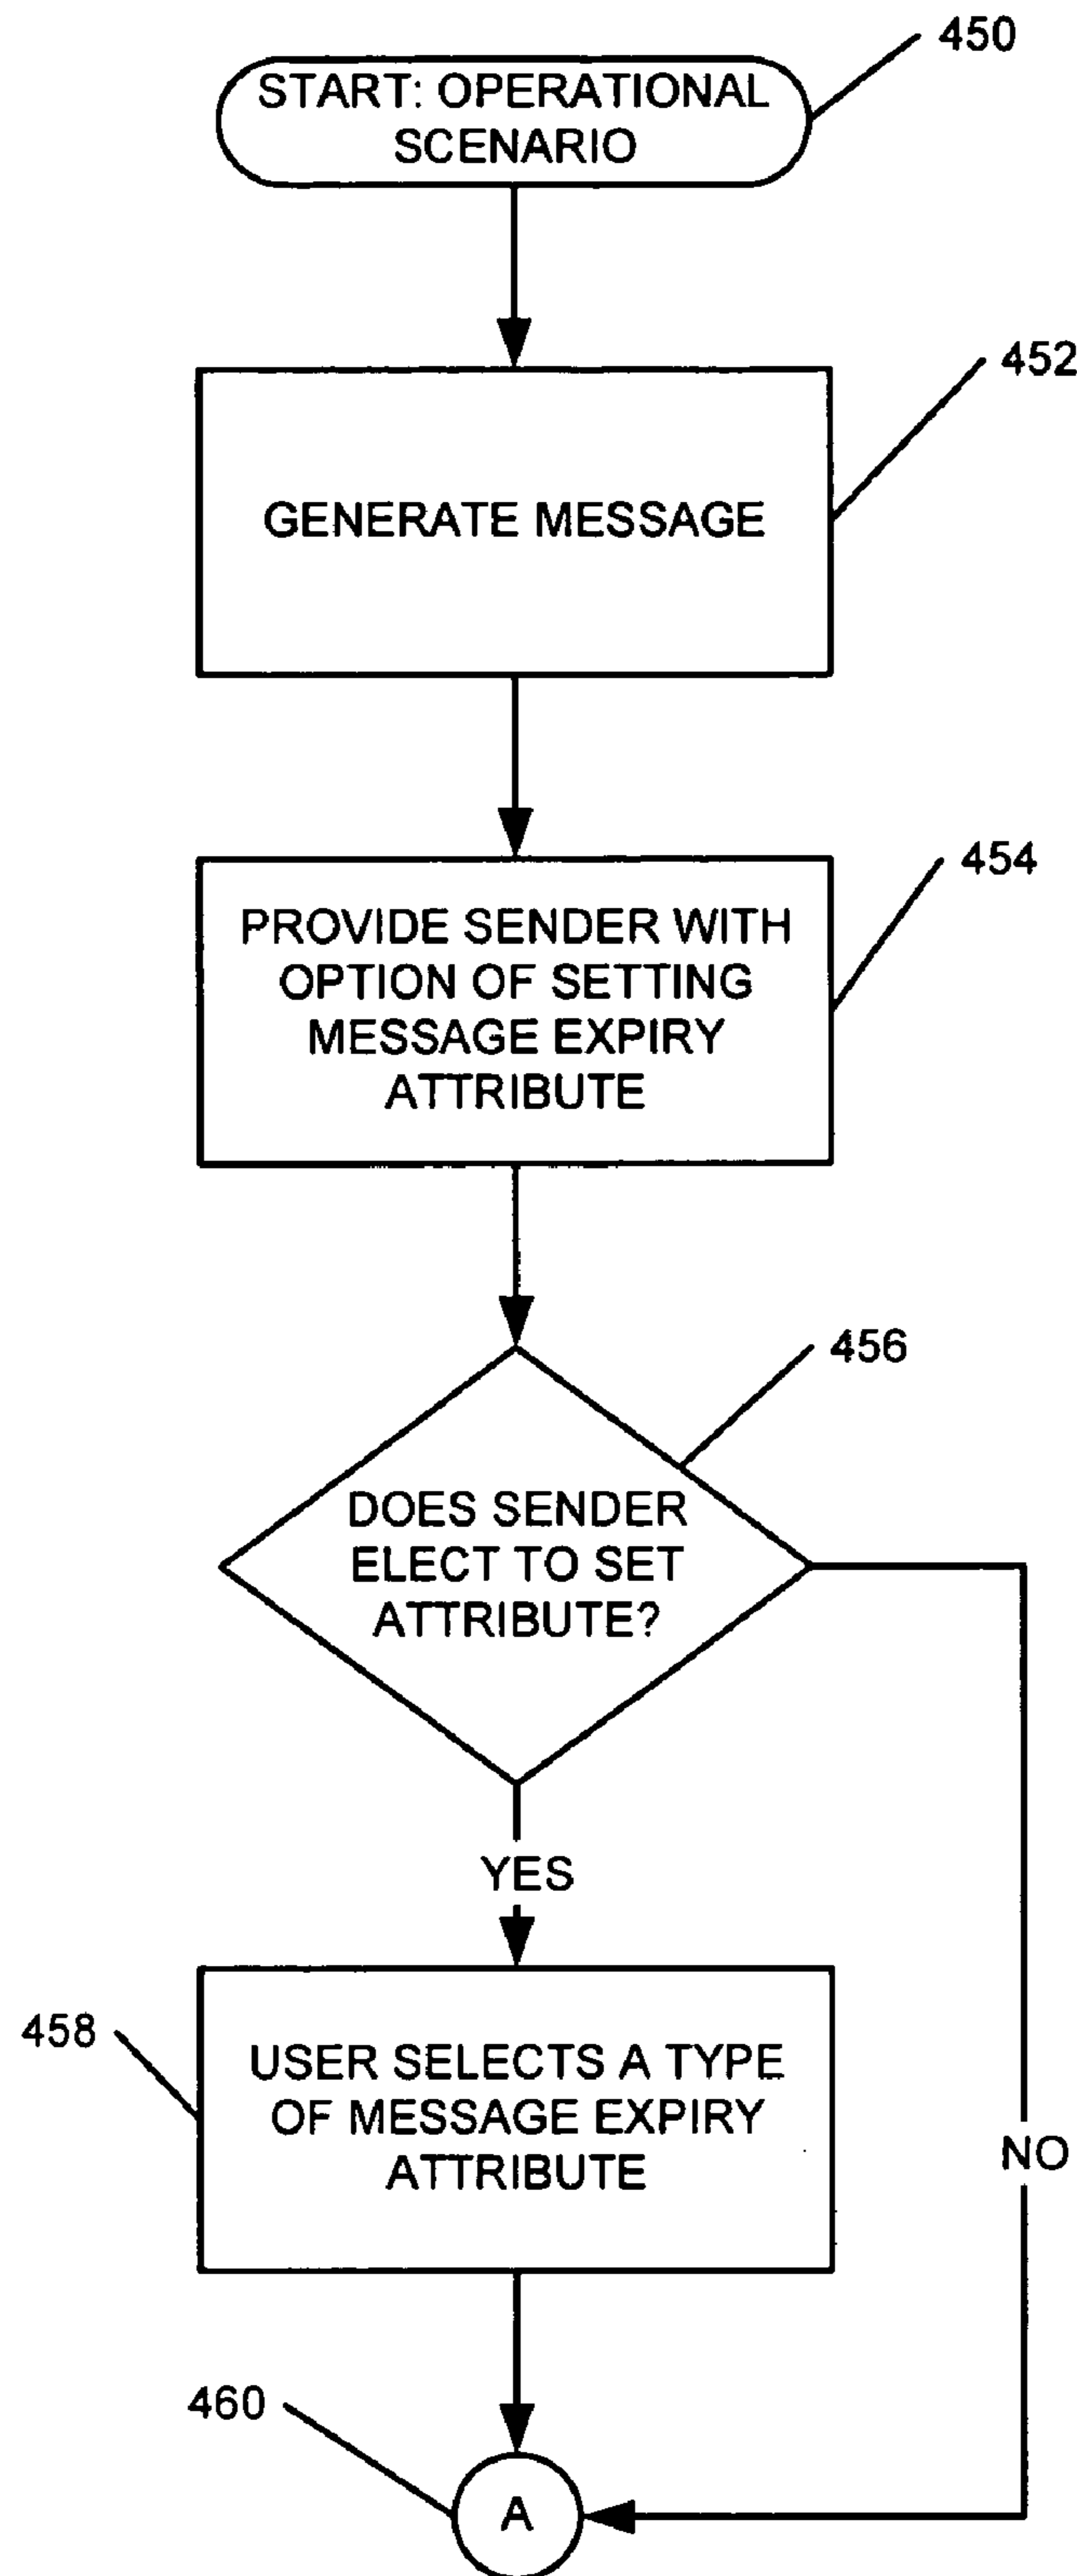 450
START: OPERATIONAL
SCENARIO
452
GENERATE MESSAGE
454
PROVIDE SENDER WITH
OPTION OF SETTING
MESSAGE EXPIRY
ATTRIBUTE
456
DOES SENDER
ELECT TO SET
ATTRIBUTE?
YES
458
USER SELECTS A TYPE
OF MESSAGE EXPIRY
ATTRIBUTE
NO
460
A